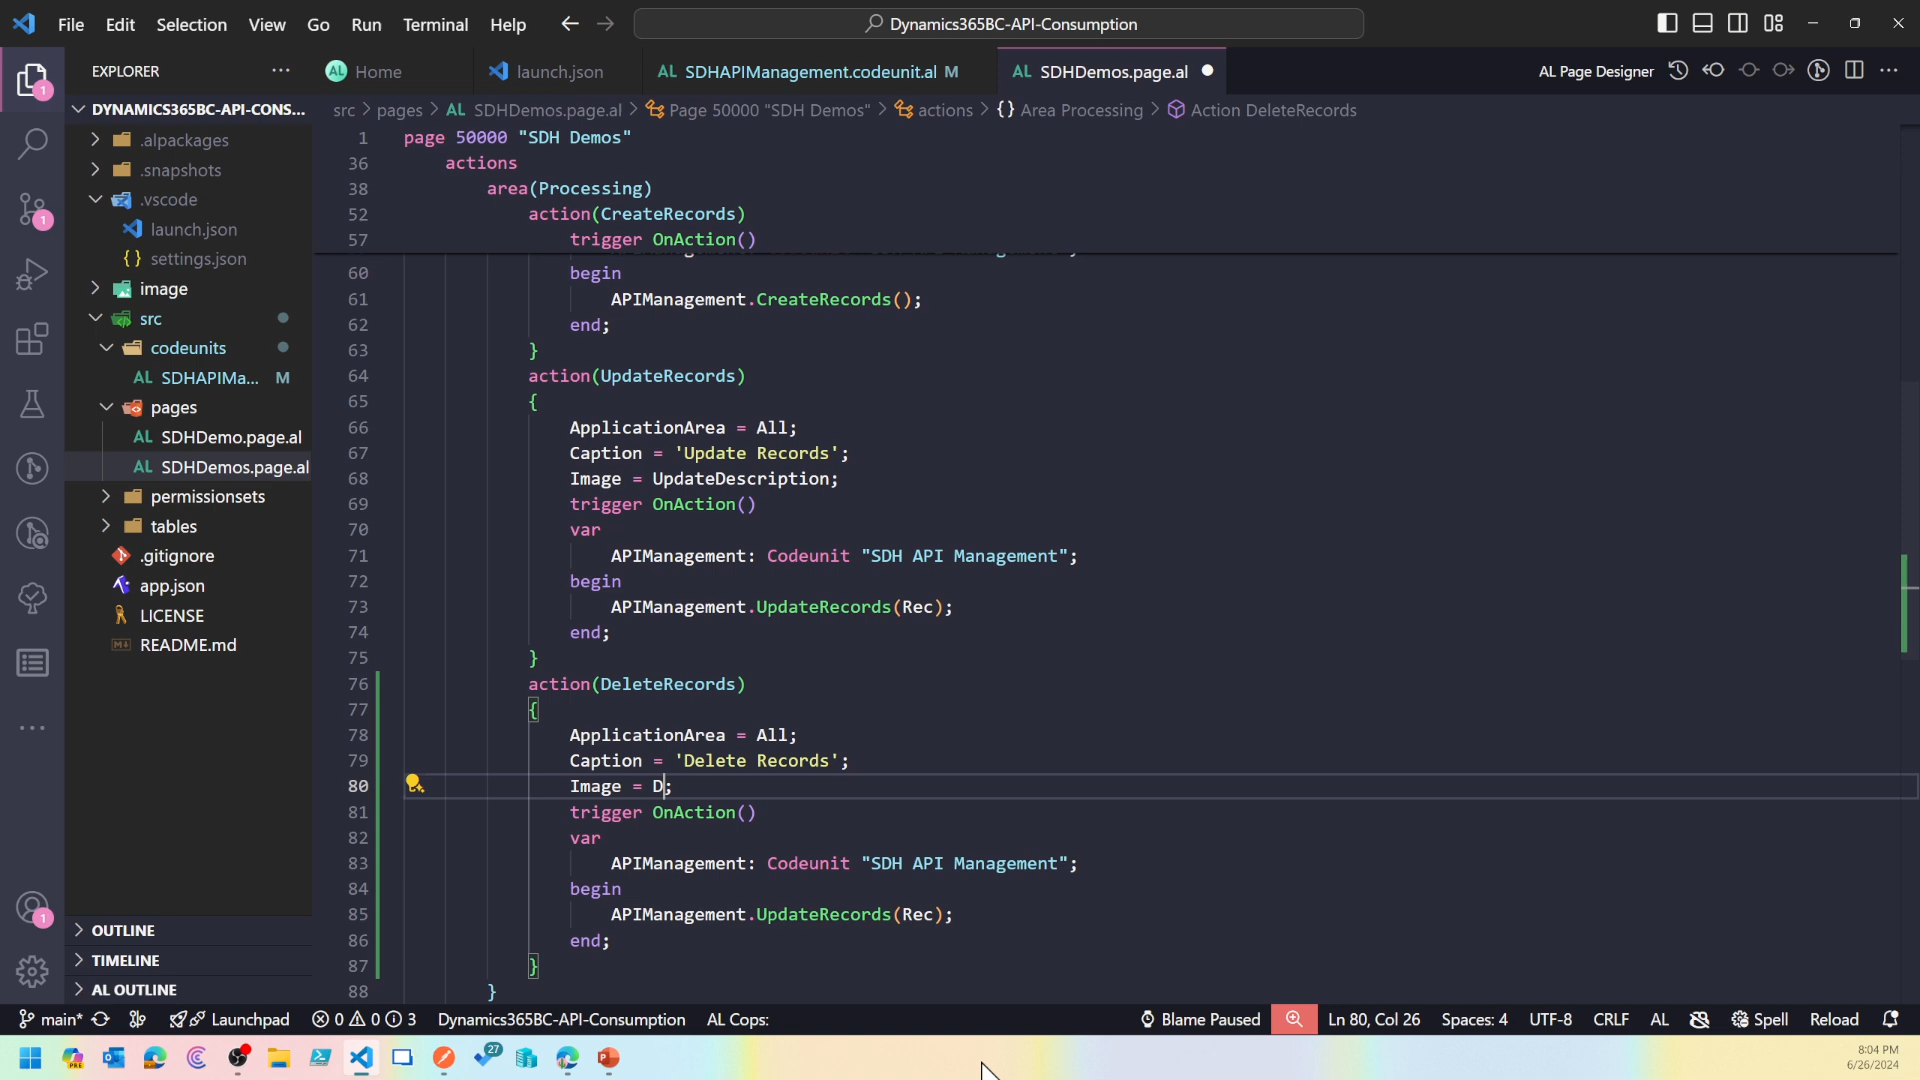 File Edit Selection View Go Run Terminal Help
Dynamics365BC-API-Consumption
EXPLORER
AL Home
launch.json
AL SDHAPIManagement.codeunit.al M
AL SDHDemos.page.al
AL Page Designer
DYNAMICS365BC-API-CONS...
src > pages > AL SDHDemos.page.al > Page 50000 "SDH Demos" > actions > {} Area Processing > Action DeleteRecords
.alpackages
.snapshots
.vscode
launch.json
{} settings.json
image
src
codeunits
AL SDHAPIMa... M
pages
AL SDHDemo.page.al
AL SDHDemos.page.al
permissionsets
tables
.gitignore
app.json
LICENSE
README.md
OUTLINE
TIMELINE
AL OUTLINE
1 page 50000 "SDH Demos"
36 actions
38 area(Processing)
52 action(CreateRecords)
57 trigger OnAction()
60 begin
61 APIManagement.CreateRecords();
62 end;
63 }
64 action(UpdateRecords)
65 {
66 ApplicationArea = All;
67 Caption = 'Update Records';
68 Image = UpdateDescription;
69 trigger OnAction()
70 var
71 APIManagement: Codeunit "SDH API Management";
72 begin
73 APIManagement.UpdateRecords(Rec);
74 end;
75 }
76 action(DeleteRecords)
77 {
78 ApplicationArea = All;
79 Caption = 'Delete Records';
80 Image = D;
81 trigger OnAction()
82 var
83 APIManagement: Codeunit "SDH API Management";
84 begin
85 APIManagement.UpdateRecords(Rec);
86 end;
87 }
88 }
main* Launchpad 0 0 3 Dynamics365BC-API-Consumption AL Cops: Blame Paused Ln 80, Col 26 Spaces: 4 UTF-8 CRLF AL Spell Reload
27
8:04 PM
6/26/2024